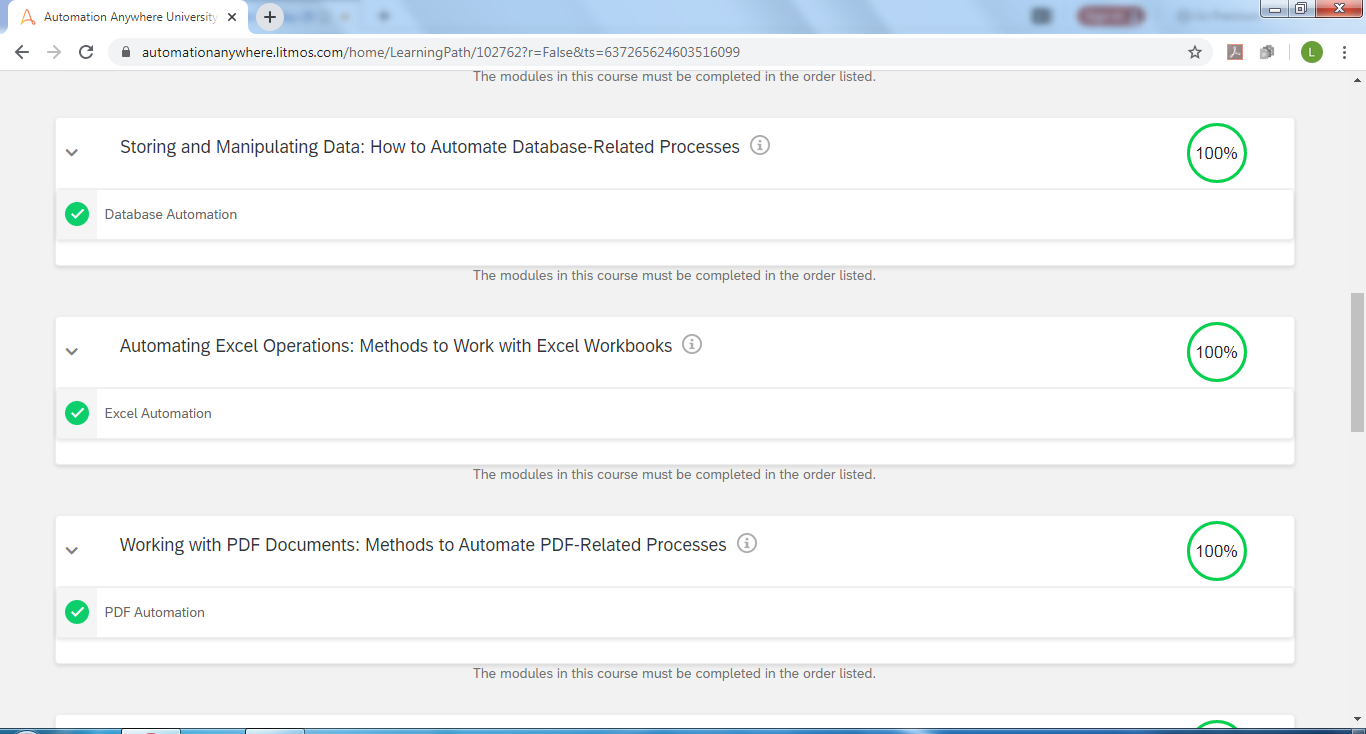 Automation Anywhere University
automationanywhere.litmos.com/home/LearningPath/102762?r=False&ts=637265624603516099
L
The modules in this course must be completed in the order listed.
Storing and Manipulating Data: How to Automate Database-Related Processes
100%
Database Automation
The modules in this course must be completed in the order listed.
Automating Excel Operations: Methods to Work with Excel Workbooks
100%
Excel Automation
The modules in this course must be completed in the order listed.
Working with PDF Documents: Methods to Automate PDF-Related Processes
100%
PDF Automation
The modules in this course must be completed in the order listed.